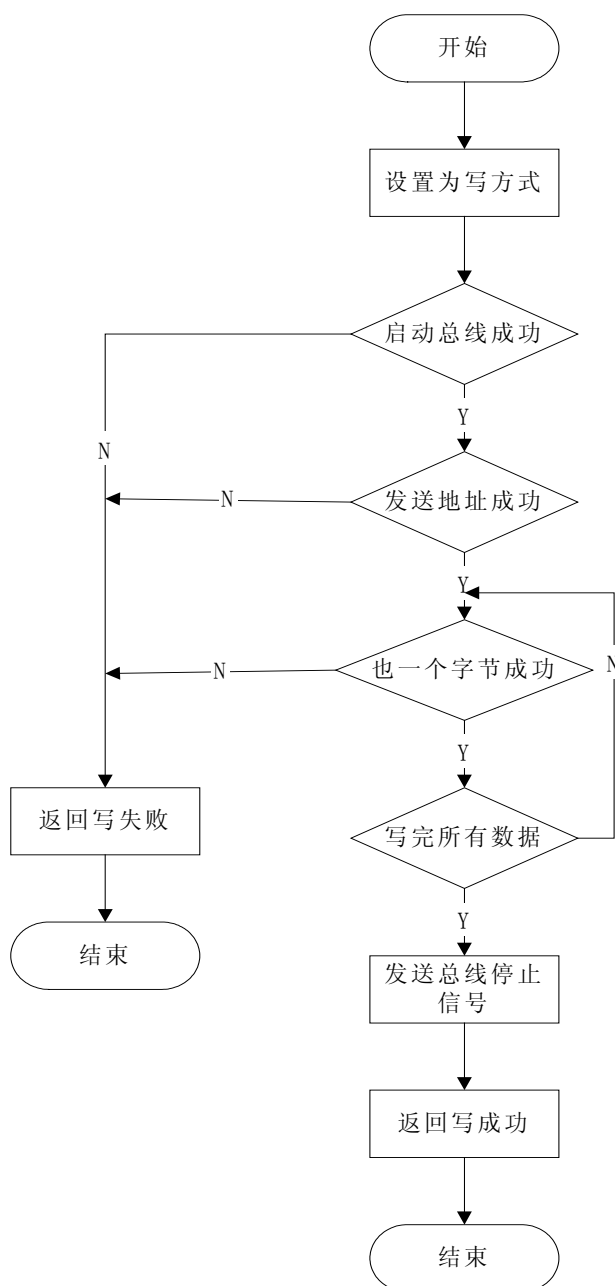 开始
设置为写方式
启动总线成功
N
Y
N
发送地址成功
Y
N
也一个字节成功
N
Y
返回写失败
写完所有数据
Y
结束
发送总线停止
信号
返回写成功
结束